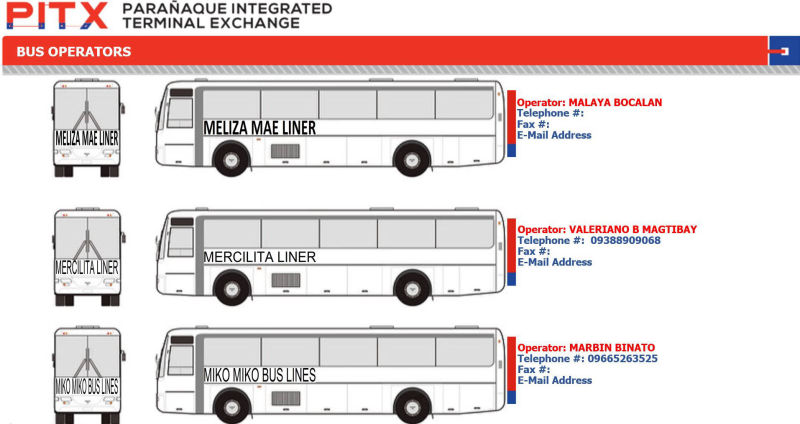 PITX PARAÑAQUE INTEGRATED
TERMINAL EXCHANGE
BUS OPERATORS
MELIZA MAE LINER
MELIZA MAE LINER
Operator: MALAYA BOCALAN
Telephone #:
Fax #:
E-Mail Address
MERCILITA LINER
MERCILITA LINER
Operator: VALERIANO B MAGTIBAY
Telephone #: 09388909068
Fax #:
E-Mail Address
MIKO MIKO BUS LINES
MIKO MIKO BUS LINES
Operator: MARBIN BINATO
Telephone #: 09665263525
Fax #:
E-Mail Address